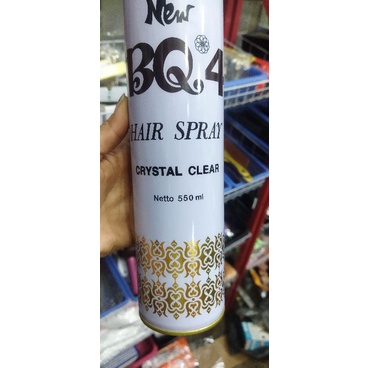 New
BQ.4
HAIR SPRAY
CRYSTAL CLEAR
Netto 550 ml